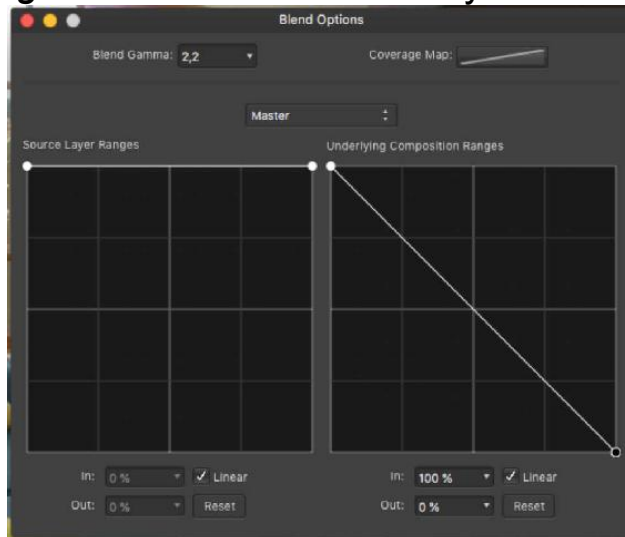 Blend Options
Blend Gamma: 2,2 Coverage Map:
Master
Source Layer Ranges Underlying Composition Ranges
In: 0 % Linear In: 100 % Linear
Out: 0 % Reset Out: 0 % Reset